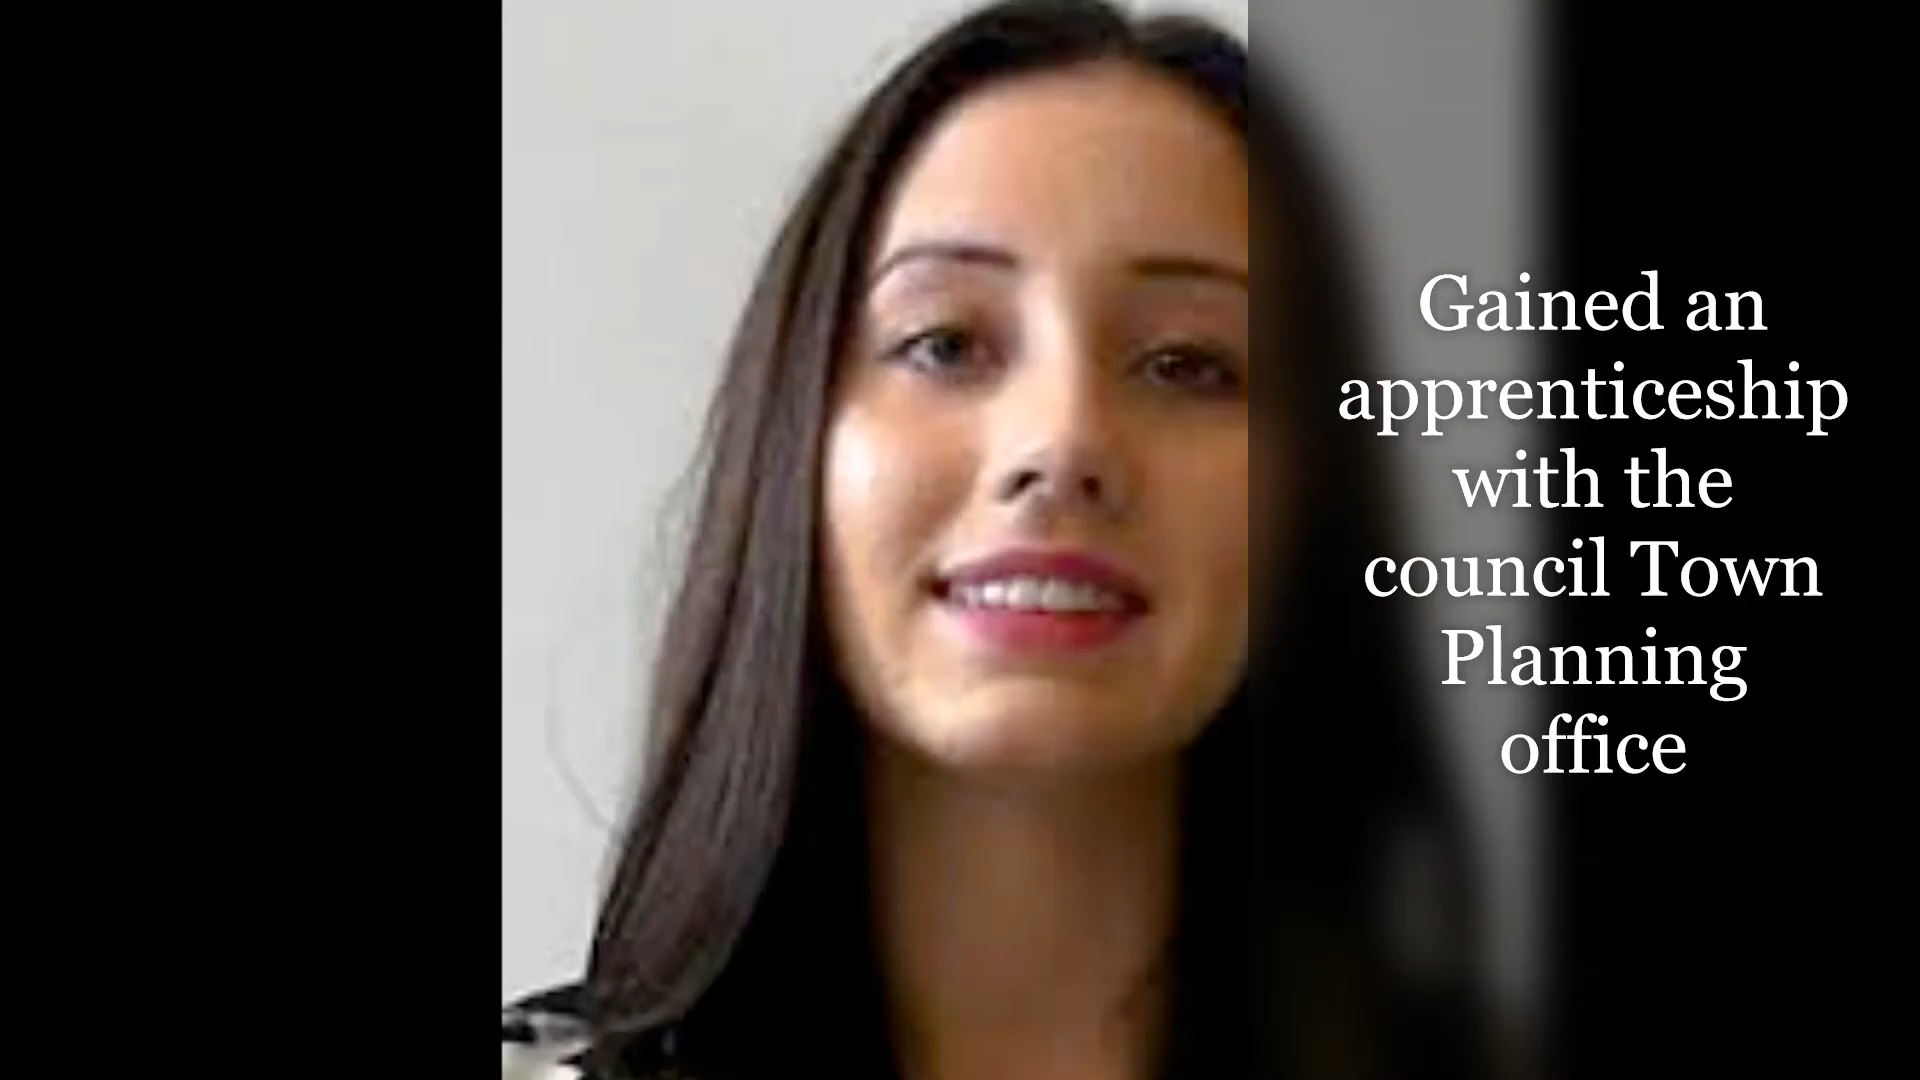 Gained an
apprenticeship
with the
council Town
Planning
office